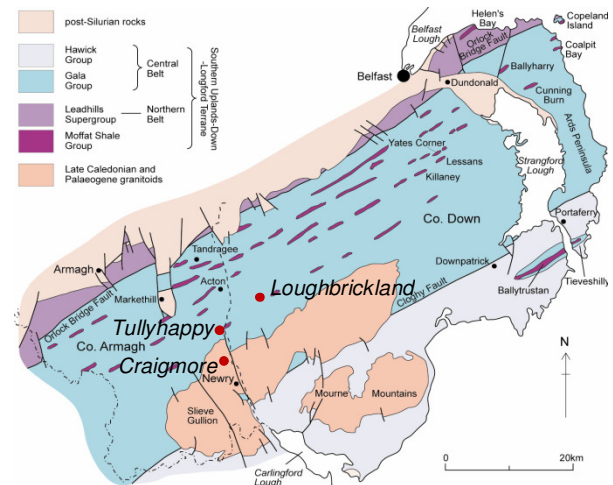 post-Silurian rocks
Hawick
Group
Gala
Group
Central
Belt
Leadhills
Supergroup
Northern
Belt
Moffat Shale
Group
Southern Uplands-Down
-Longford Terrane
Late Caledonian and
Palaeogene granitoids
Helen's
Bay
Copeland
Island
Belfast
Lough
Orlock
Bridge Fault
Coalpit
Bay
Belfast
Ballyharry
Dundonald
Cunning
Burn
Ards Peninsula
Yates Corner
Strangford
Lough
Lessans
Killaney
Co. Down
Portaferry
Tandragee
Armagh
Downpatrick
Acton
Loughbrickland
Tieveshilly
Markethill
Cloghy Fault
Ballytrustan
Orlock Bridge Fault
Tullyhappy
Co. Armagh
Craigmore
N
Newry
Mourne
Mountains
Slieve
Gullion
Carlingford
Lough
0
20km